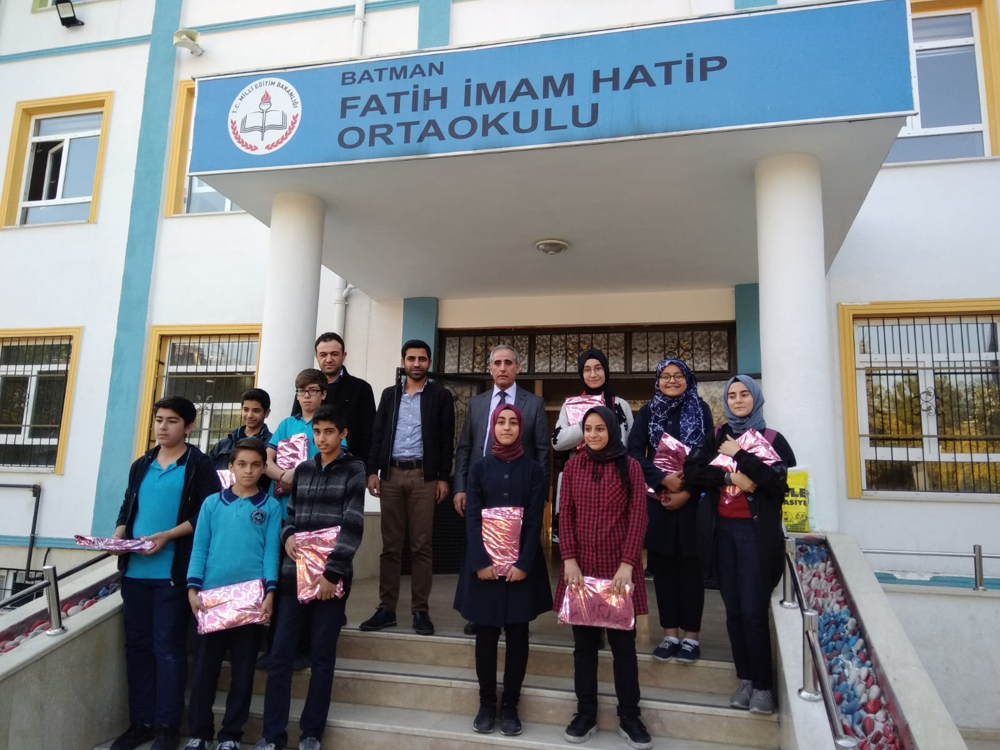 BATMAN
FATİH İMAM HATİP
ORTAOKULU
T.C. MİLLİ EĞİTİM BAKANLIĞI